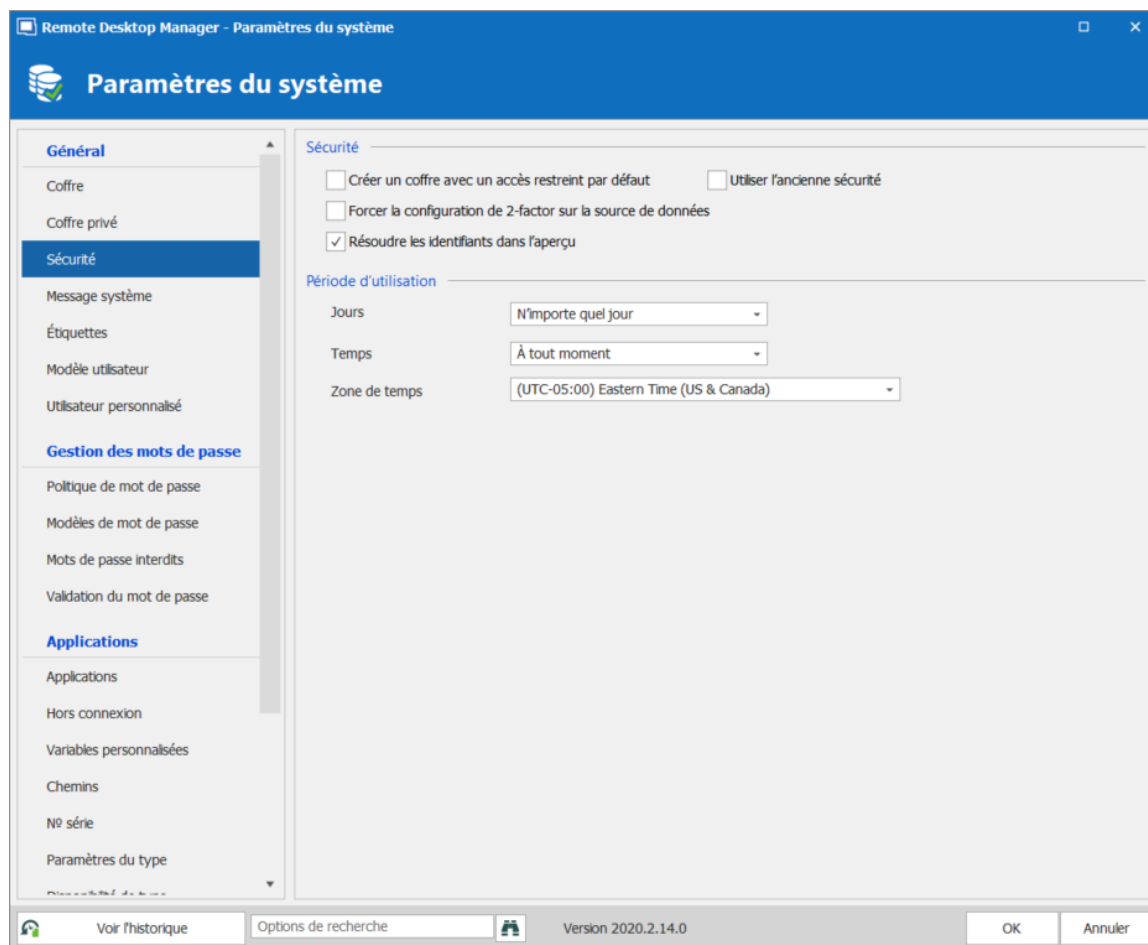 Remote Desktop Manager - Paramètres du système
Paramètres du système
Général
Coffre
Coffre privé
Sécurité
Message système
Étiquettes
Modèle utilisateur
Utilisateur personnalisé
Gestion des mots de passe
Politique de mot de passe
Modèles de mot de passe
Mots de passe interdits
Validation du mot de passe
Applications
Applications
Hors connexion
Variables personnalisées
Chemins
Nº série
Paramètres du type
Sécurité
Créer un coffre avec un accès restreint par défaut Utiliser l'ancienne sécurité
Forcer la configuration de 2-factor sur la source de données
Résoudre les identifiants dans l'aperçu
Période d'utilisation
Jours N'importe quel jour
Temps À tout moment
Zone de temps (UTC-05:00) Eastern Time (US & Canada)
Voir l'historique Options de recherche Version 2020.2.14.0 OK Annuler